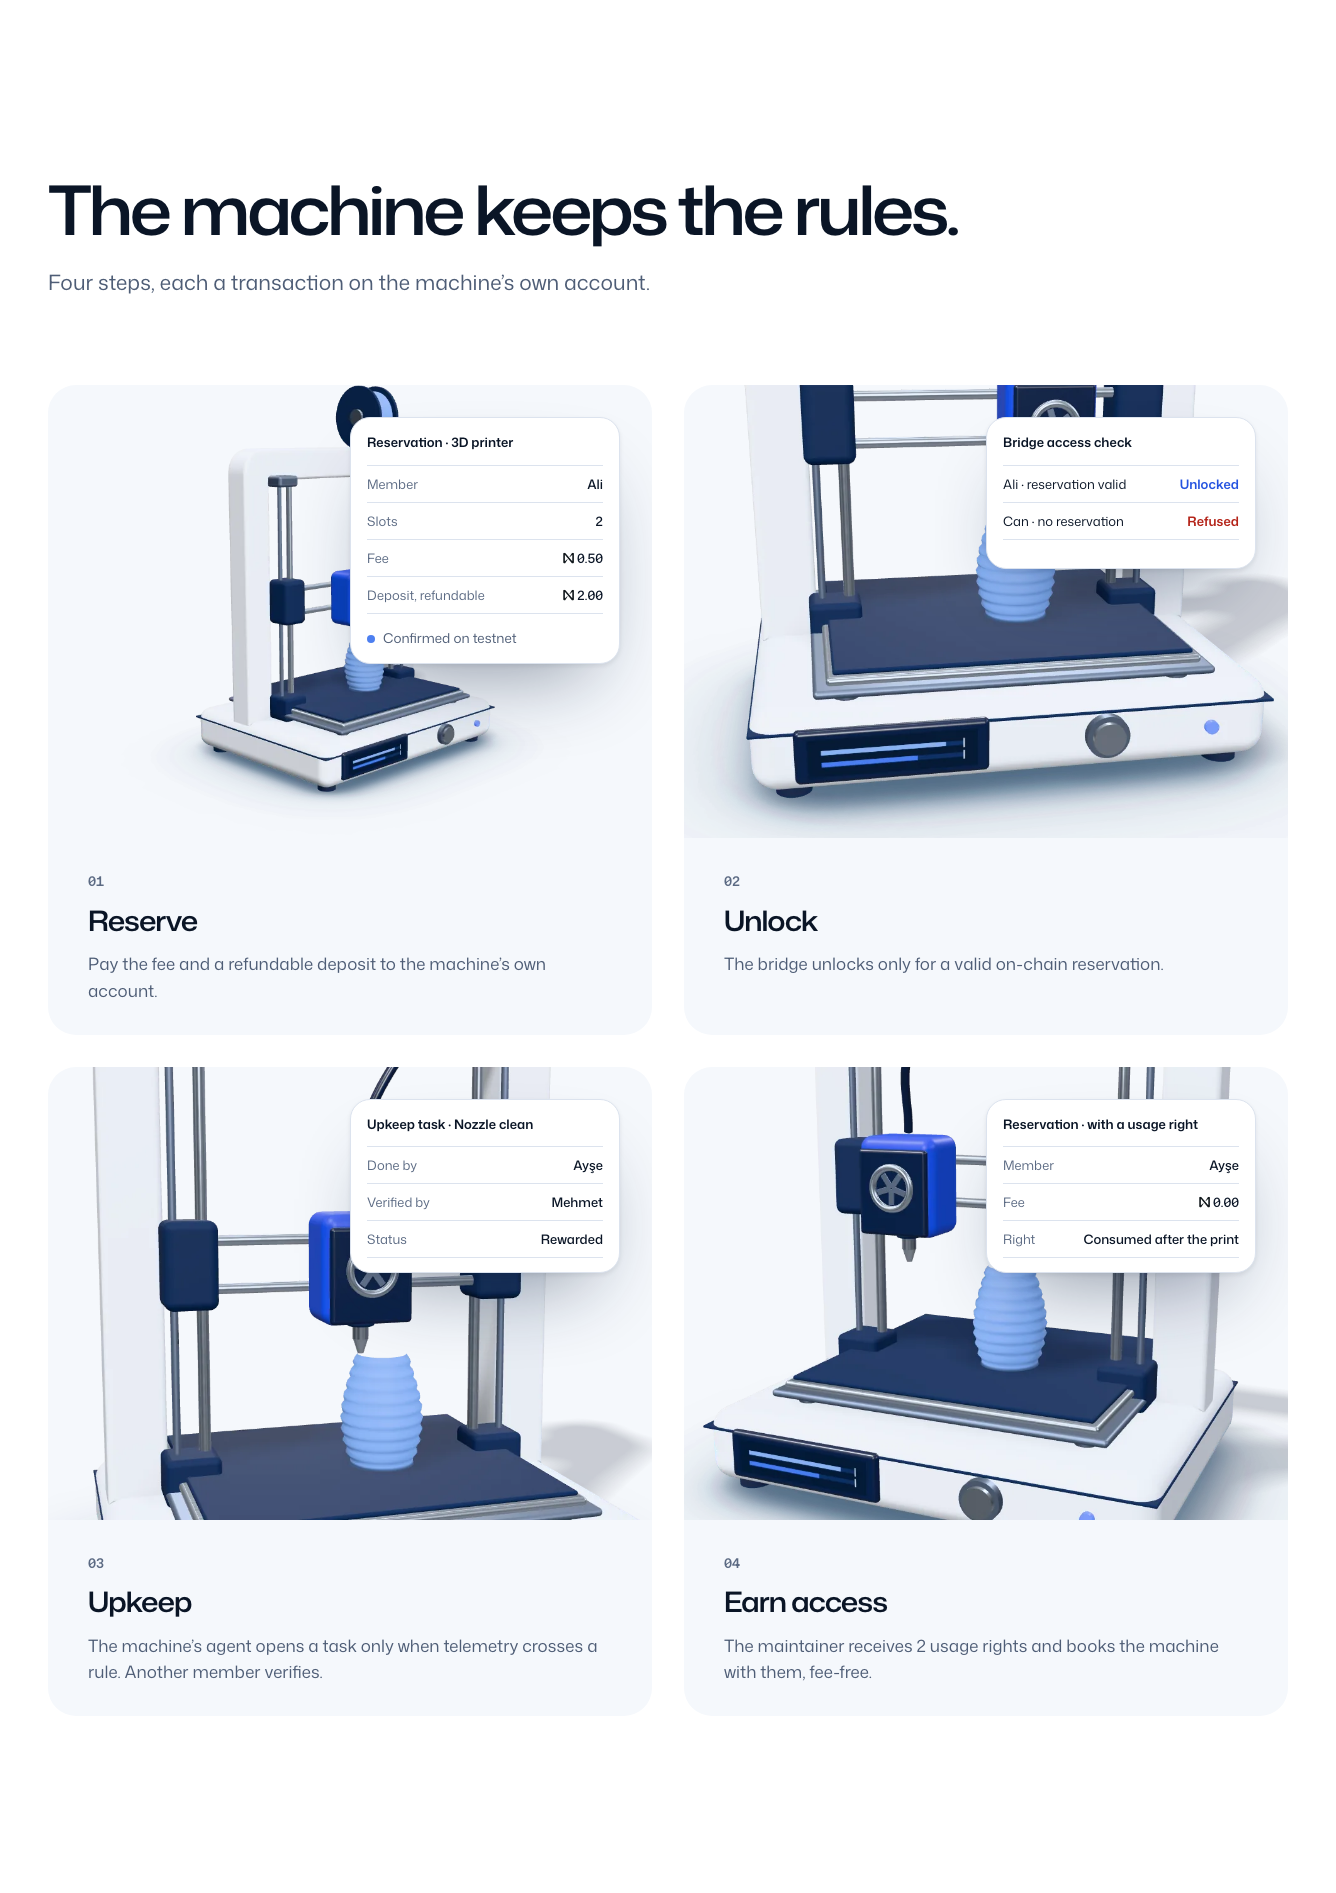 The machine keeps the rules.
Four steps, each a transaction on the machine’s own account.
Reservation · 3D printer
Member Ali
Slots 2
Fee ℕ 0.50
Deposit, refundable ℕ 2.00
Confirmed on testnet
01
Reserve
Pay the fee and a refundable deposit to the machine’s own
account.
Bridge access check
Ali · reservation valid Unlocked
Can · no reservation Refused
02
Unlock
The bridge unlocks only for a valid on-chain reservation.
Upkeep task · Nozzle clean
Done by Ayşe
Verified by Mehmet
Status Rewarded
03
Upkeep
The machine’s agent opens a task only when telemetry crosses a
rule. Another member verifies.
Reservation · with a usage right
Member Ayşe
Fee ℕ 0.00
Right Consumed after the print
04
Earn access
The maintainer receives 2 usage rights and books the machine
with them, fee-free.